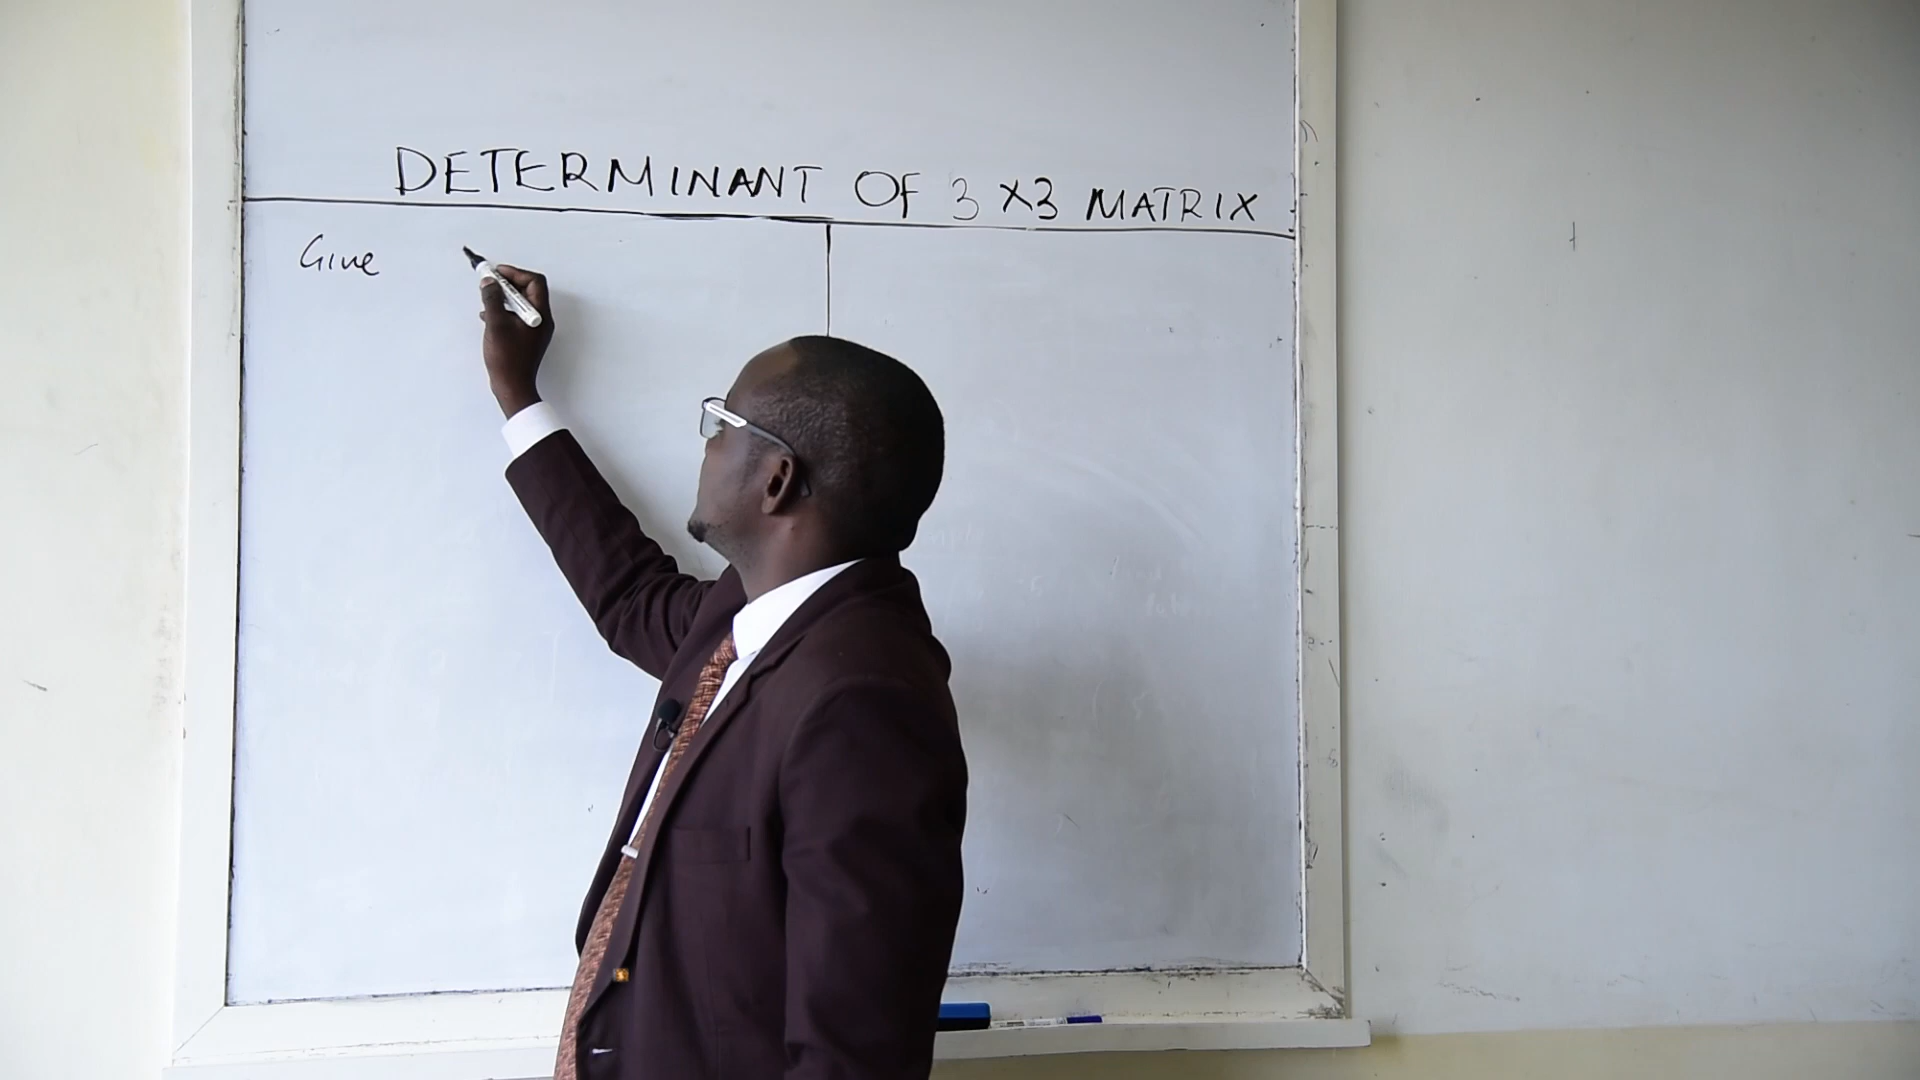 DETERMINANT OF 3 X3 MATRIX
Give